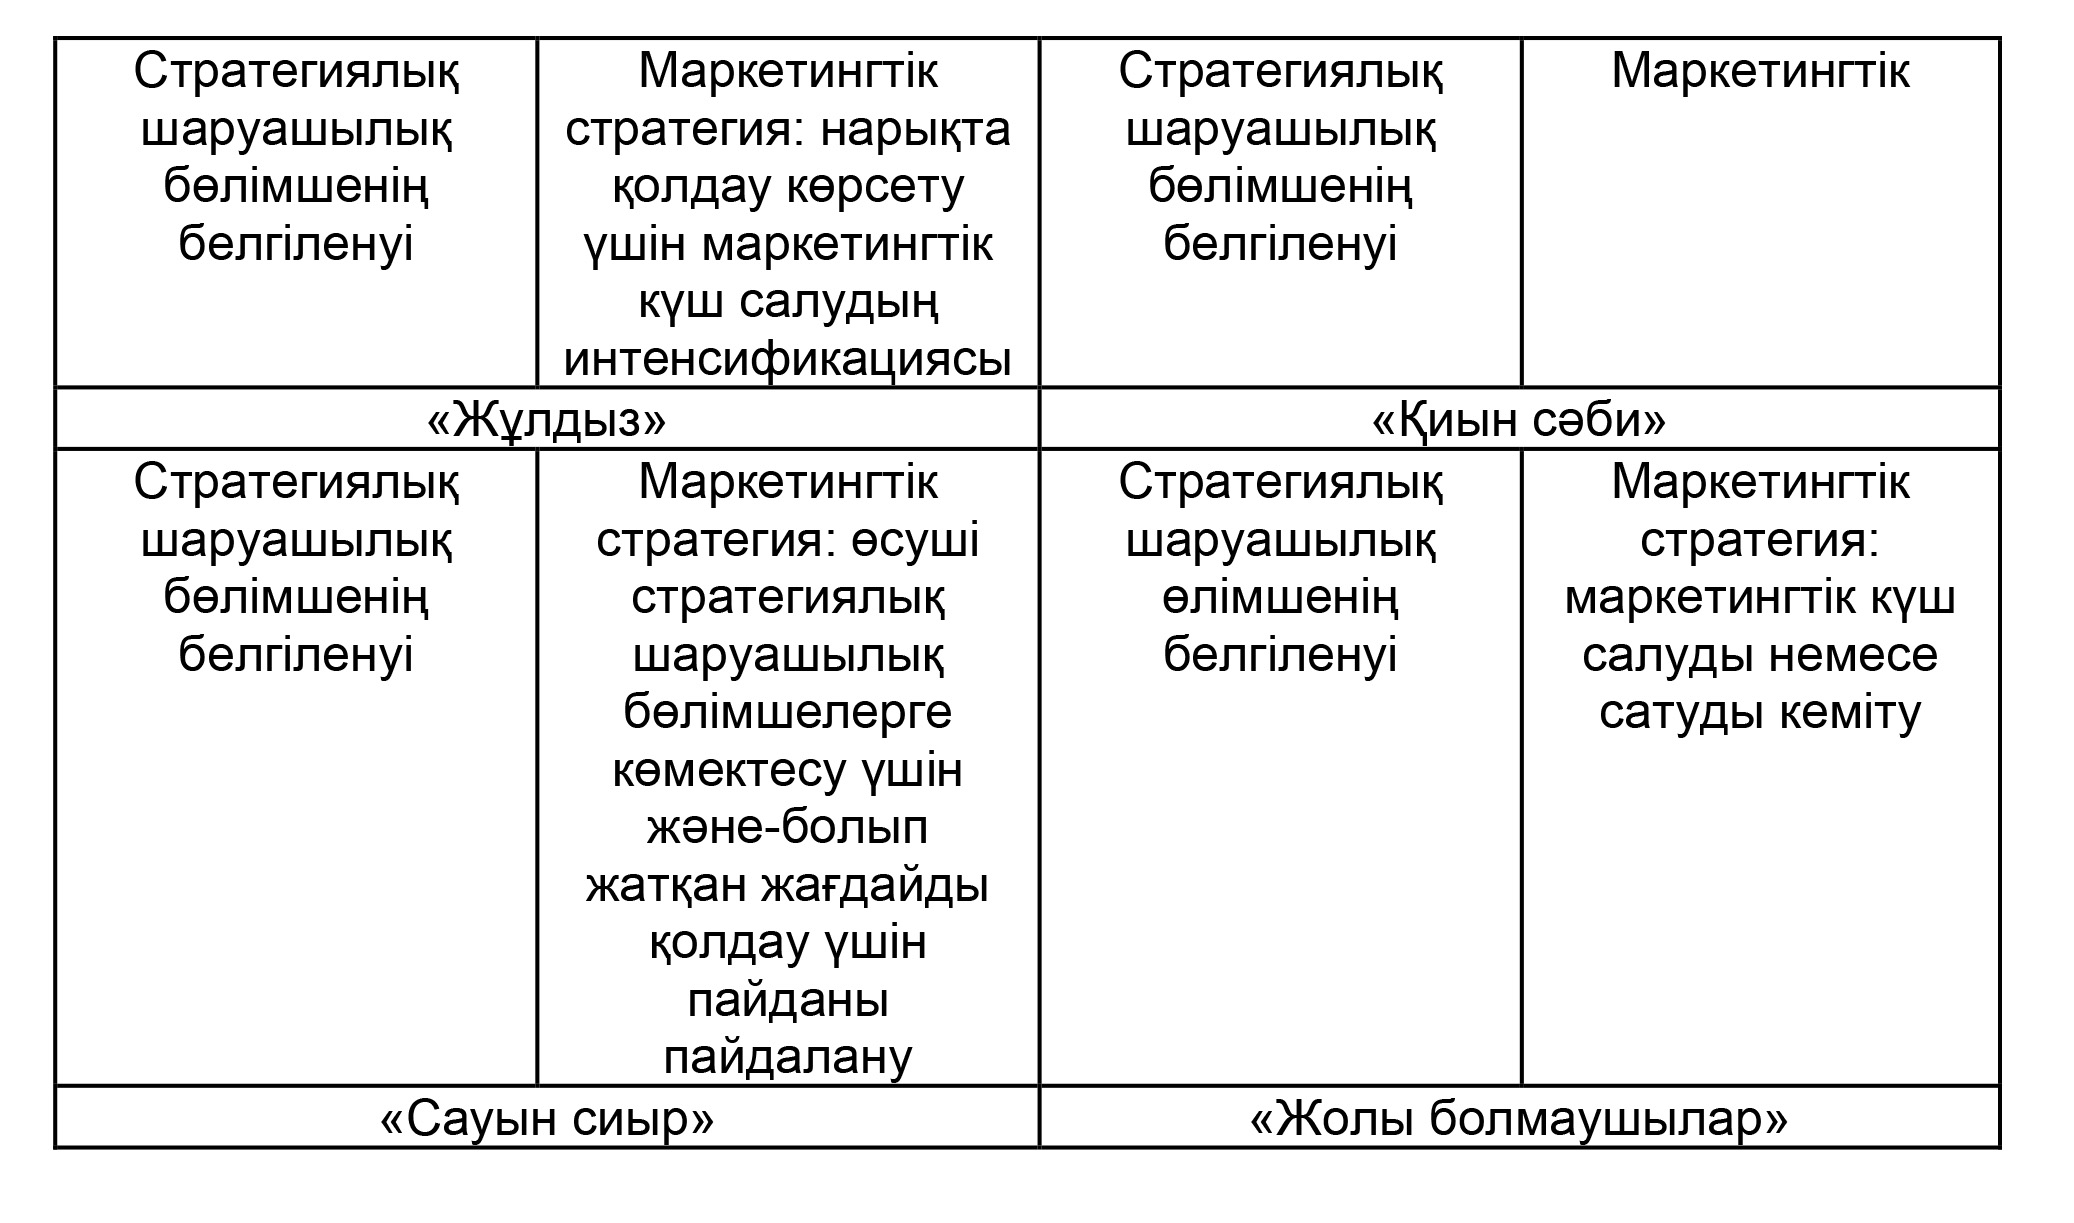 Стратегиялық
шаруашылық
бөлімшенің
белгіленуі
Маркетингтік
стратегия: нарықта
қолдау көрсету
үшін маркетингтік
күш салудың
интенсификациясы
Стратегиялық
шаруашылық
бөлімшенің
белгіленуі
Маркетингтік
«Жұлдыз»
«Қиын сәби»
Стратегиялық
шаруашылық
бөлімшенің
белгіленуі
Маркетингтік
стратегия: өсуші
стратегиялық
шаруашылық
бөлімшелерге
көмектесу үшін
және-болып
жатқан жағдайды
қолдау үшін
пайданы
пайдалану
Стратегиялық
шаруашылық
өлімшенің
белгіленуі
Маркетингтік
стратегия:
маркетингтік күш
салуды немесе
сатуды кеміту
«Сауын сиыр»
«Жолы болмаушылар»